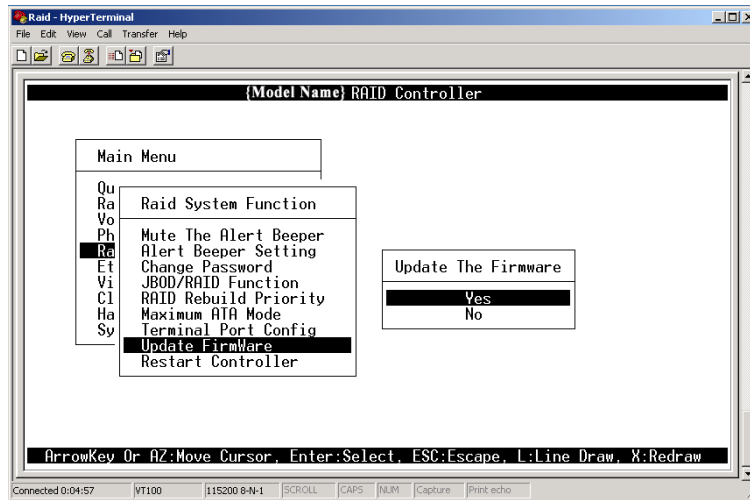 Raid - HyperTerminal
File Edit View Call Transfer Help
{Model Name} RAID Controller
Main Menu
Qu
Ra
Vo
Ph
Ra
Et
Vi
Cl
Ha
Sy
Raid System Function
Mute The Alert Beeper
Alert Beeper Setting
Change Password
JBOD/RAID Function
RAID Rebuild Priority
Maximum ATA Mode
Terminal Port Config
Update FirmWare
Restart Controller
Update The Firmware
Yes
No
ArrowKey Or AZ:Move Cursor, Enter:Select, ESC:Escape, L:Line Draw, X:Redraw
Connected 0:04:57 VT100 115200 8-N-1 SCROLL CAPS NUM Capture Print echo